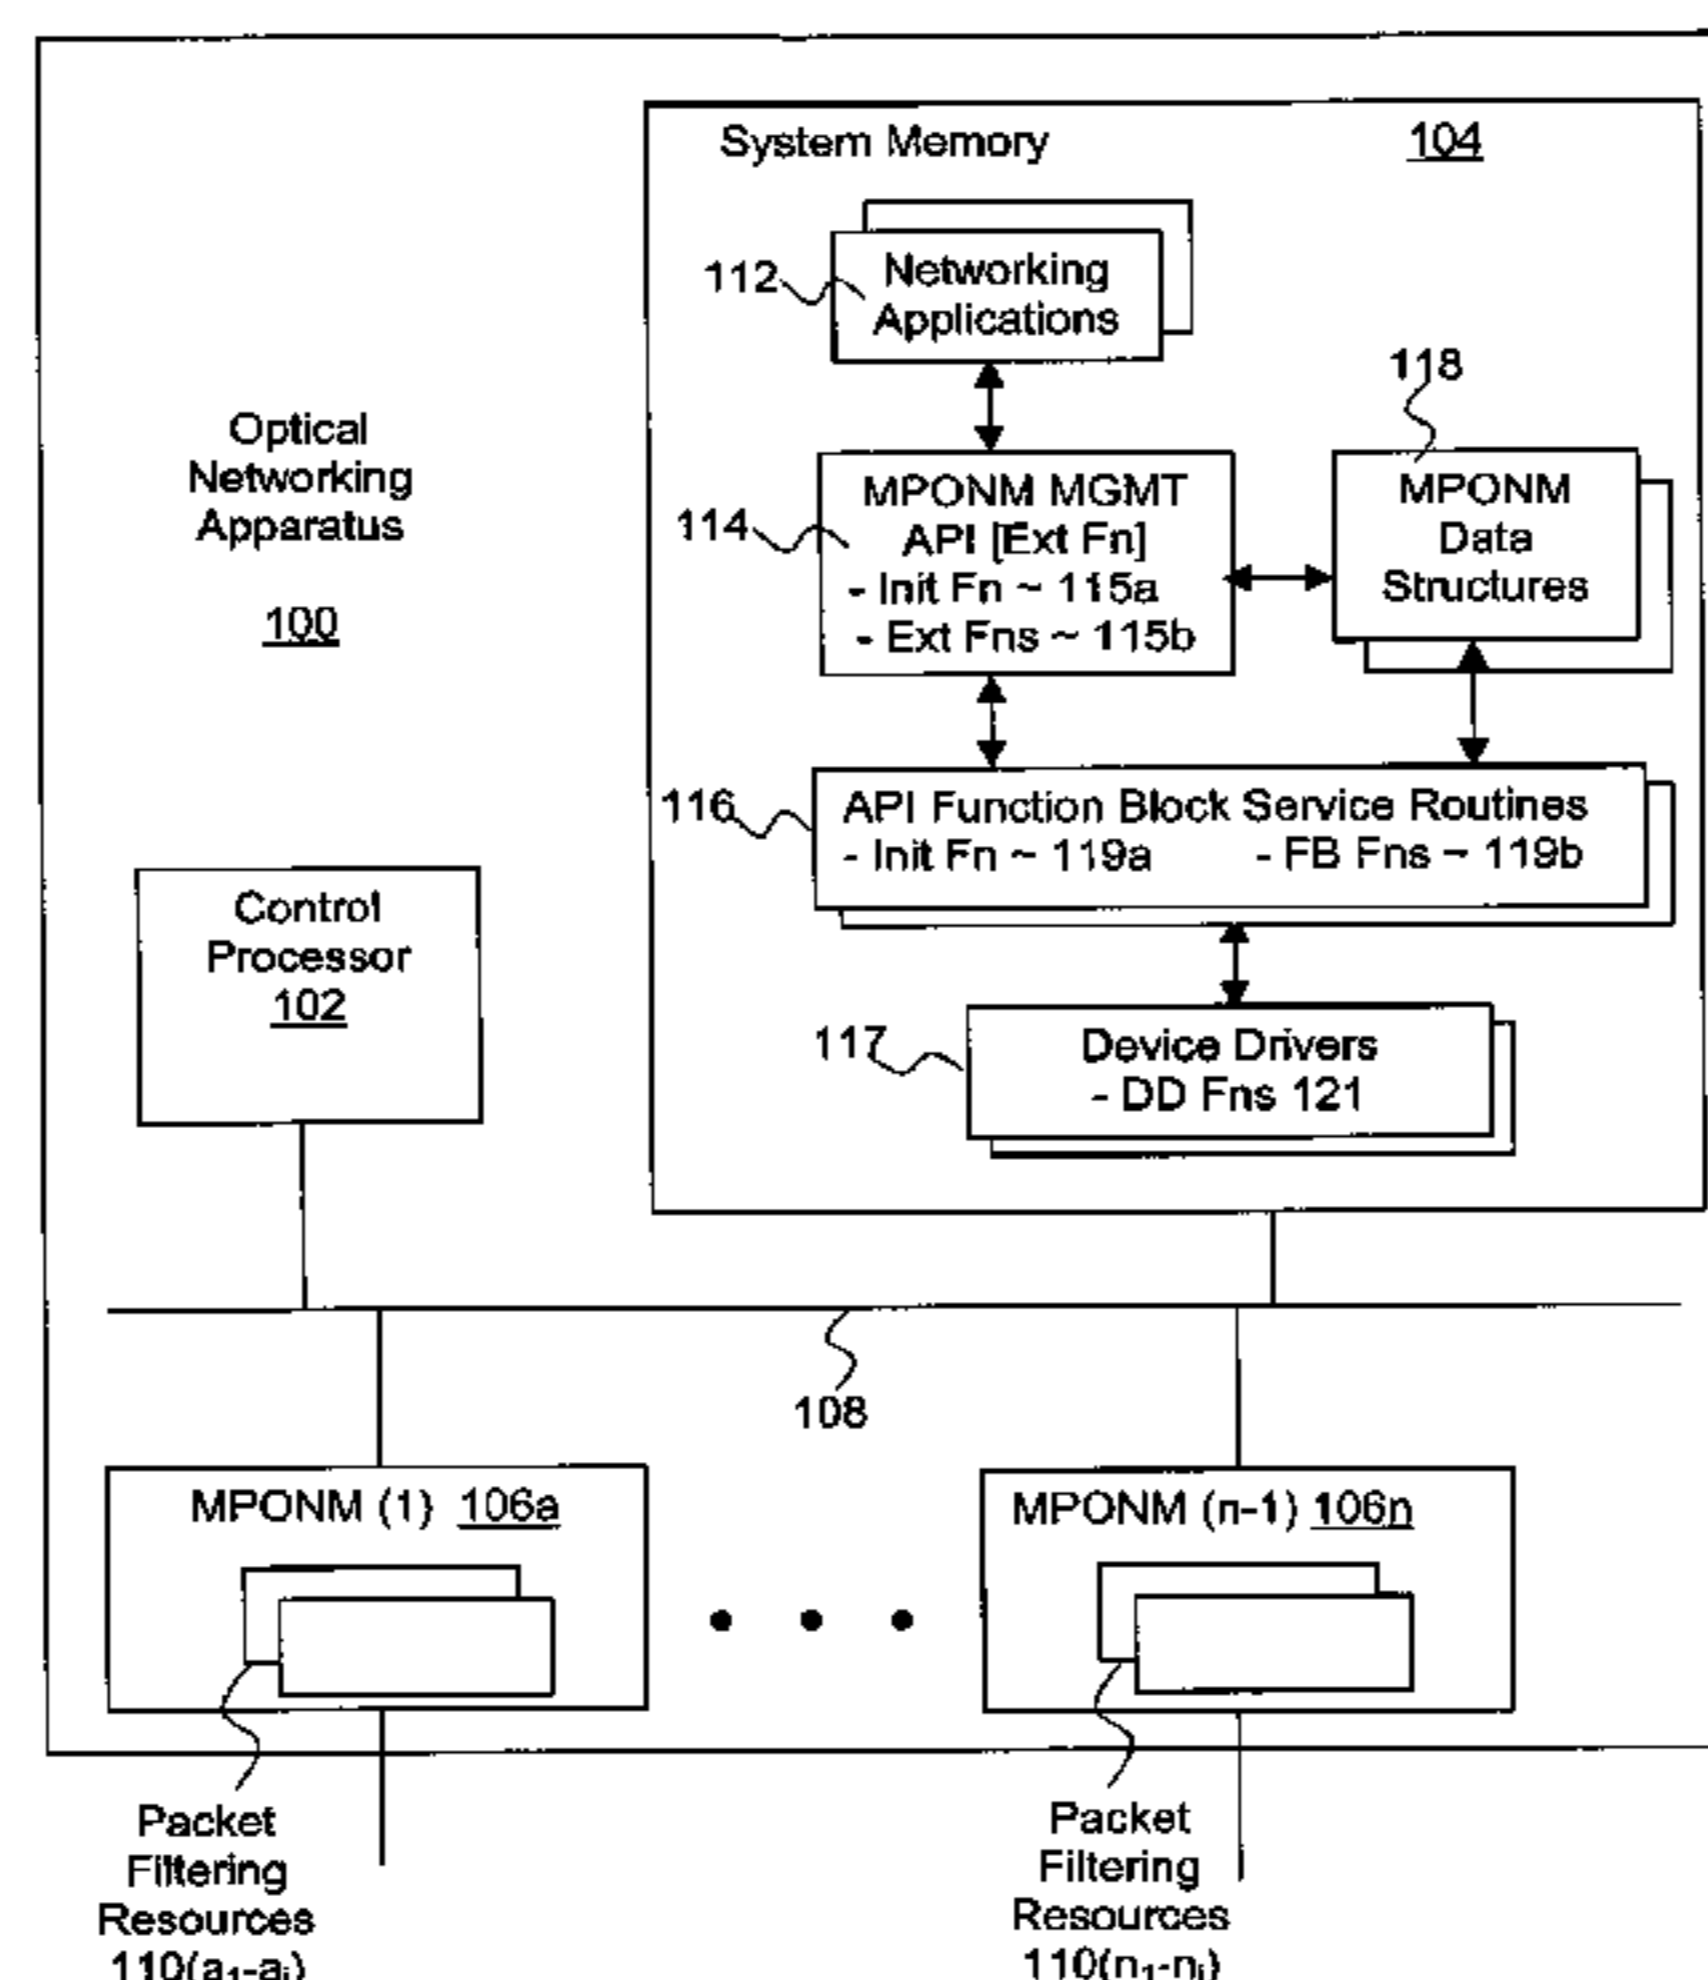 System Memory 104
112
Networking
Applications
118
Optical
Networking
Apparatus
100
114
MPONM MGMT
API [Ext Fn]
- Init Fn ~ 115a
- Ext Fns ~ 115b
MPONM
Data
Structures
116
API Function Block Service Routines
- Init Fn ~ 119a - FB Fns ~ 119b
Control
Processor
102
117
Device Drivers
- DD Fns 121
108
MPONM (1) 106a
MPONM (n-1) 106n
Packet
Filtering
Resources
110(a₁-aᵢ)
Packet
Filtering
Resources
110(n₁-nᵢ)